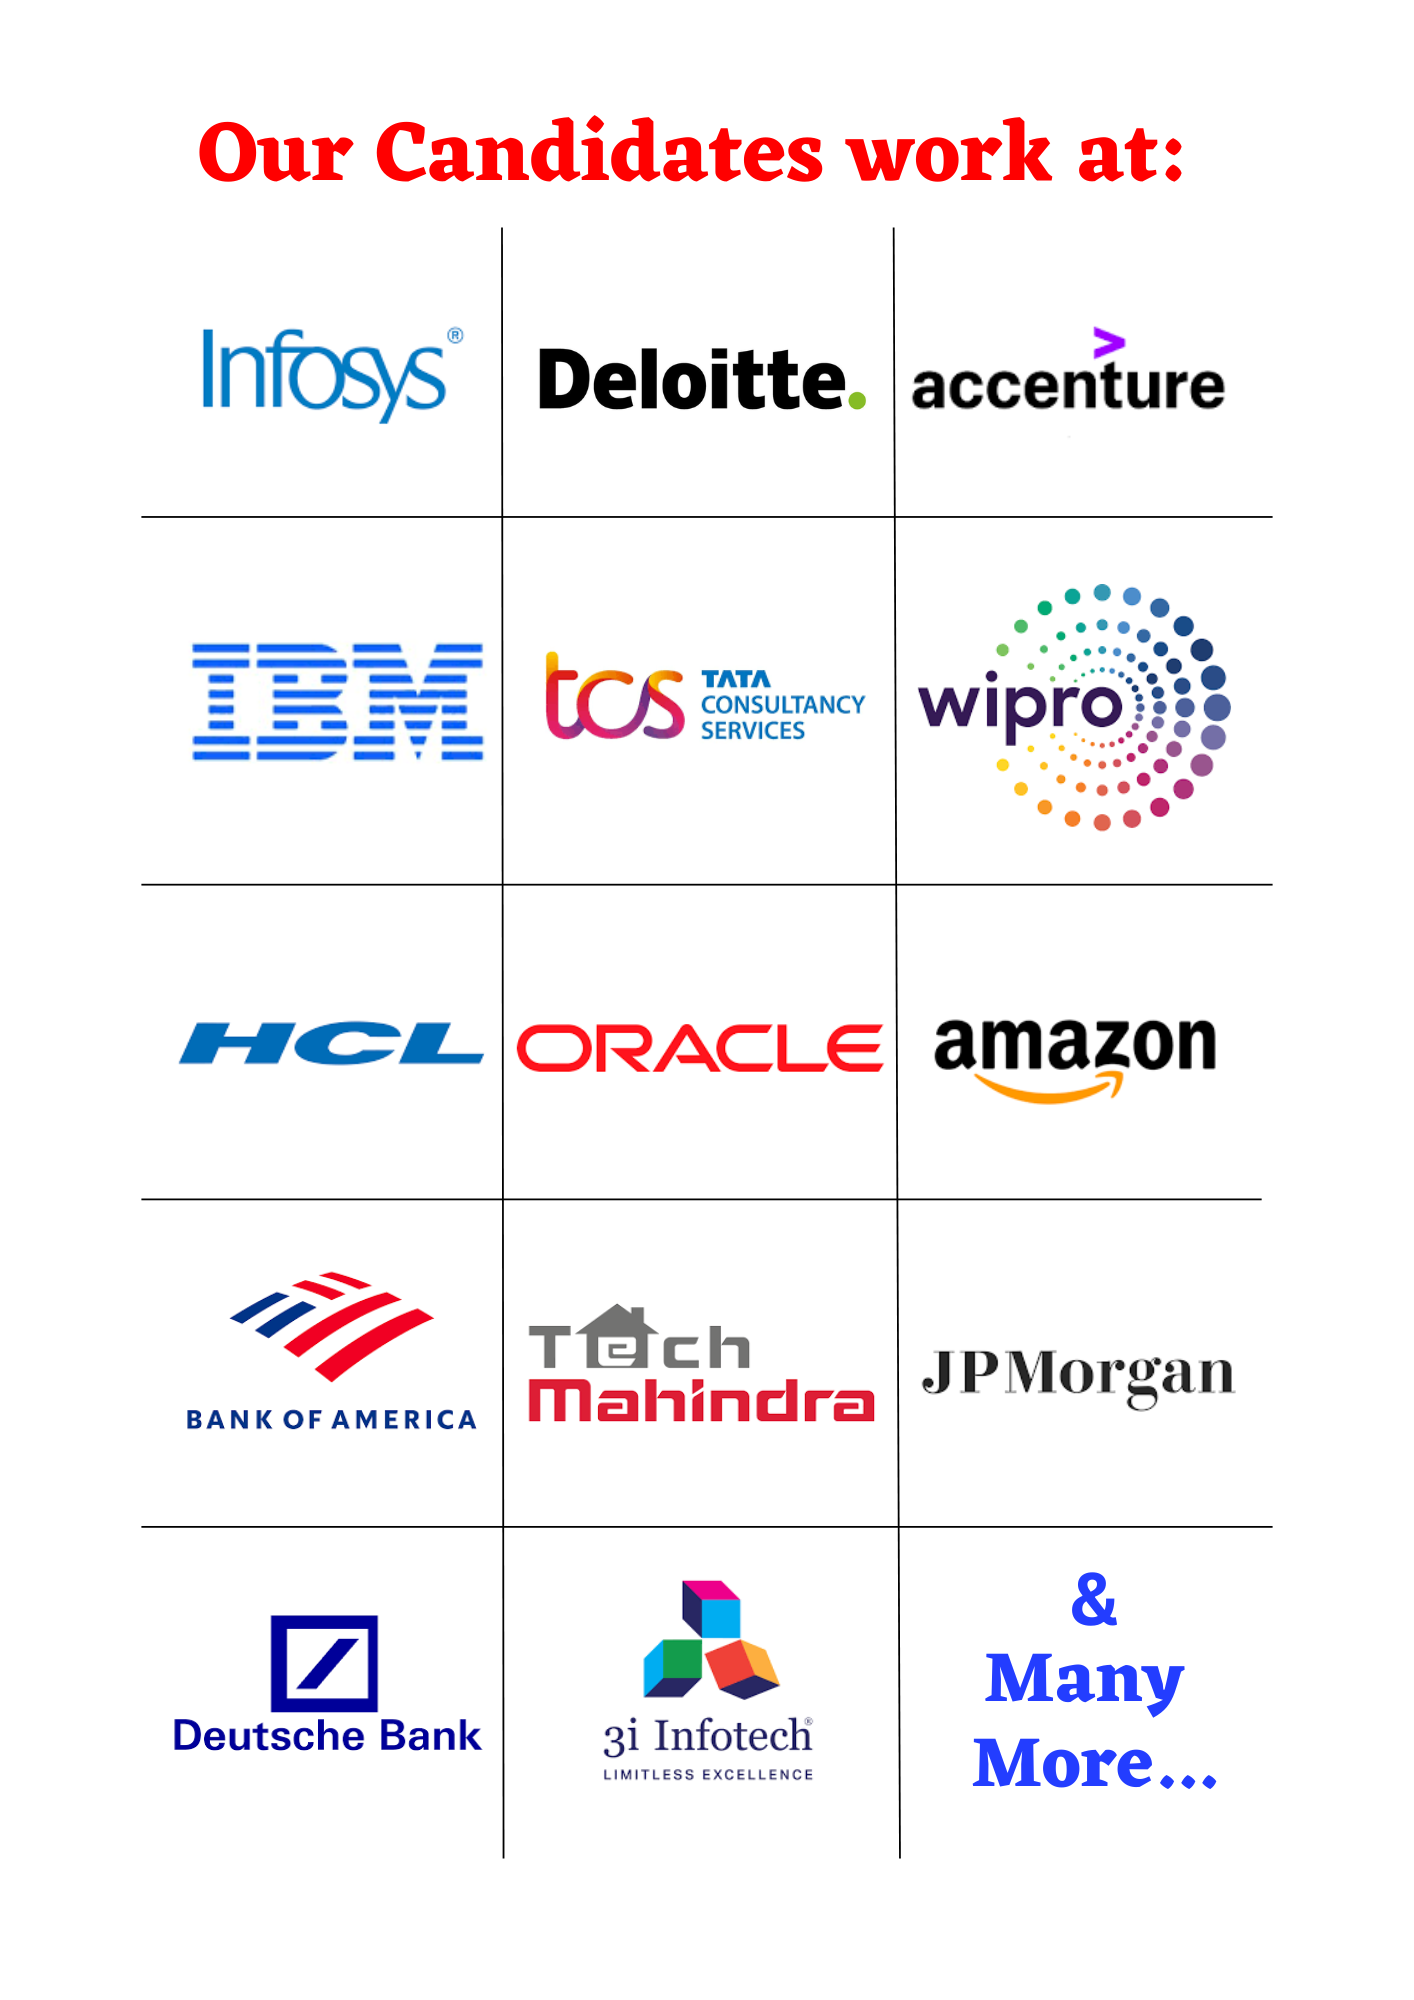 Our Candidates work at:
Infosys®
Deloitte.
accenture
IBM
tcs TATA
CONSULTANCY
SERVICES
wipro
HCL
ORACLE
amazon
BANK OF AMERICA
Tech
Mahindra
JPMorgan
Deutsche Bank
3i Infotech®
LIMITLESS EXCELLENCE
&
Many
More...